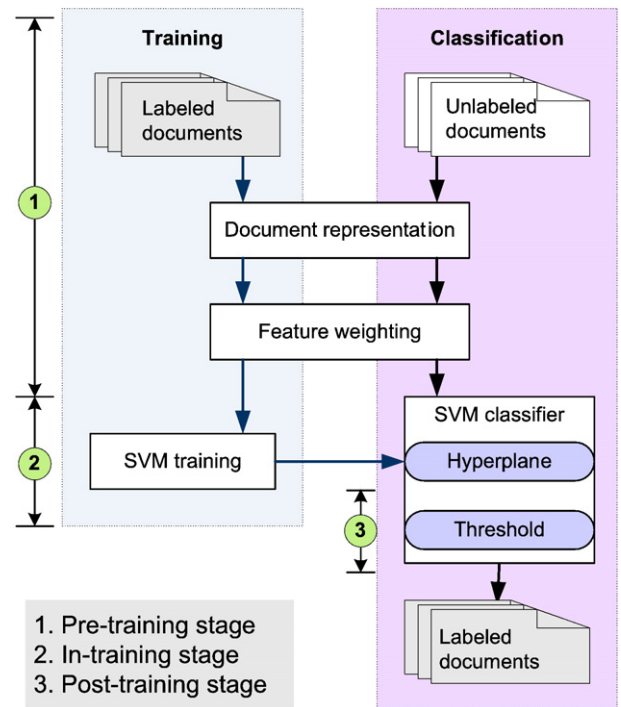 Training
Classification
Labeled
documents
Unlabeled
documents
1
Document representation
Feature weighting
SVM classifier
2
SVM training
Hyperplane
3
Threshold
Labeled
documents
1. Pre-training stage
2. In-training stage
3. Post-training stage